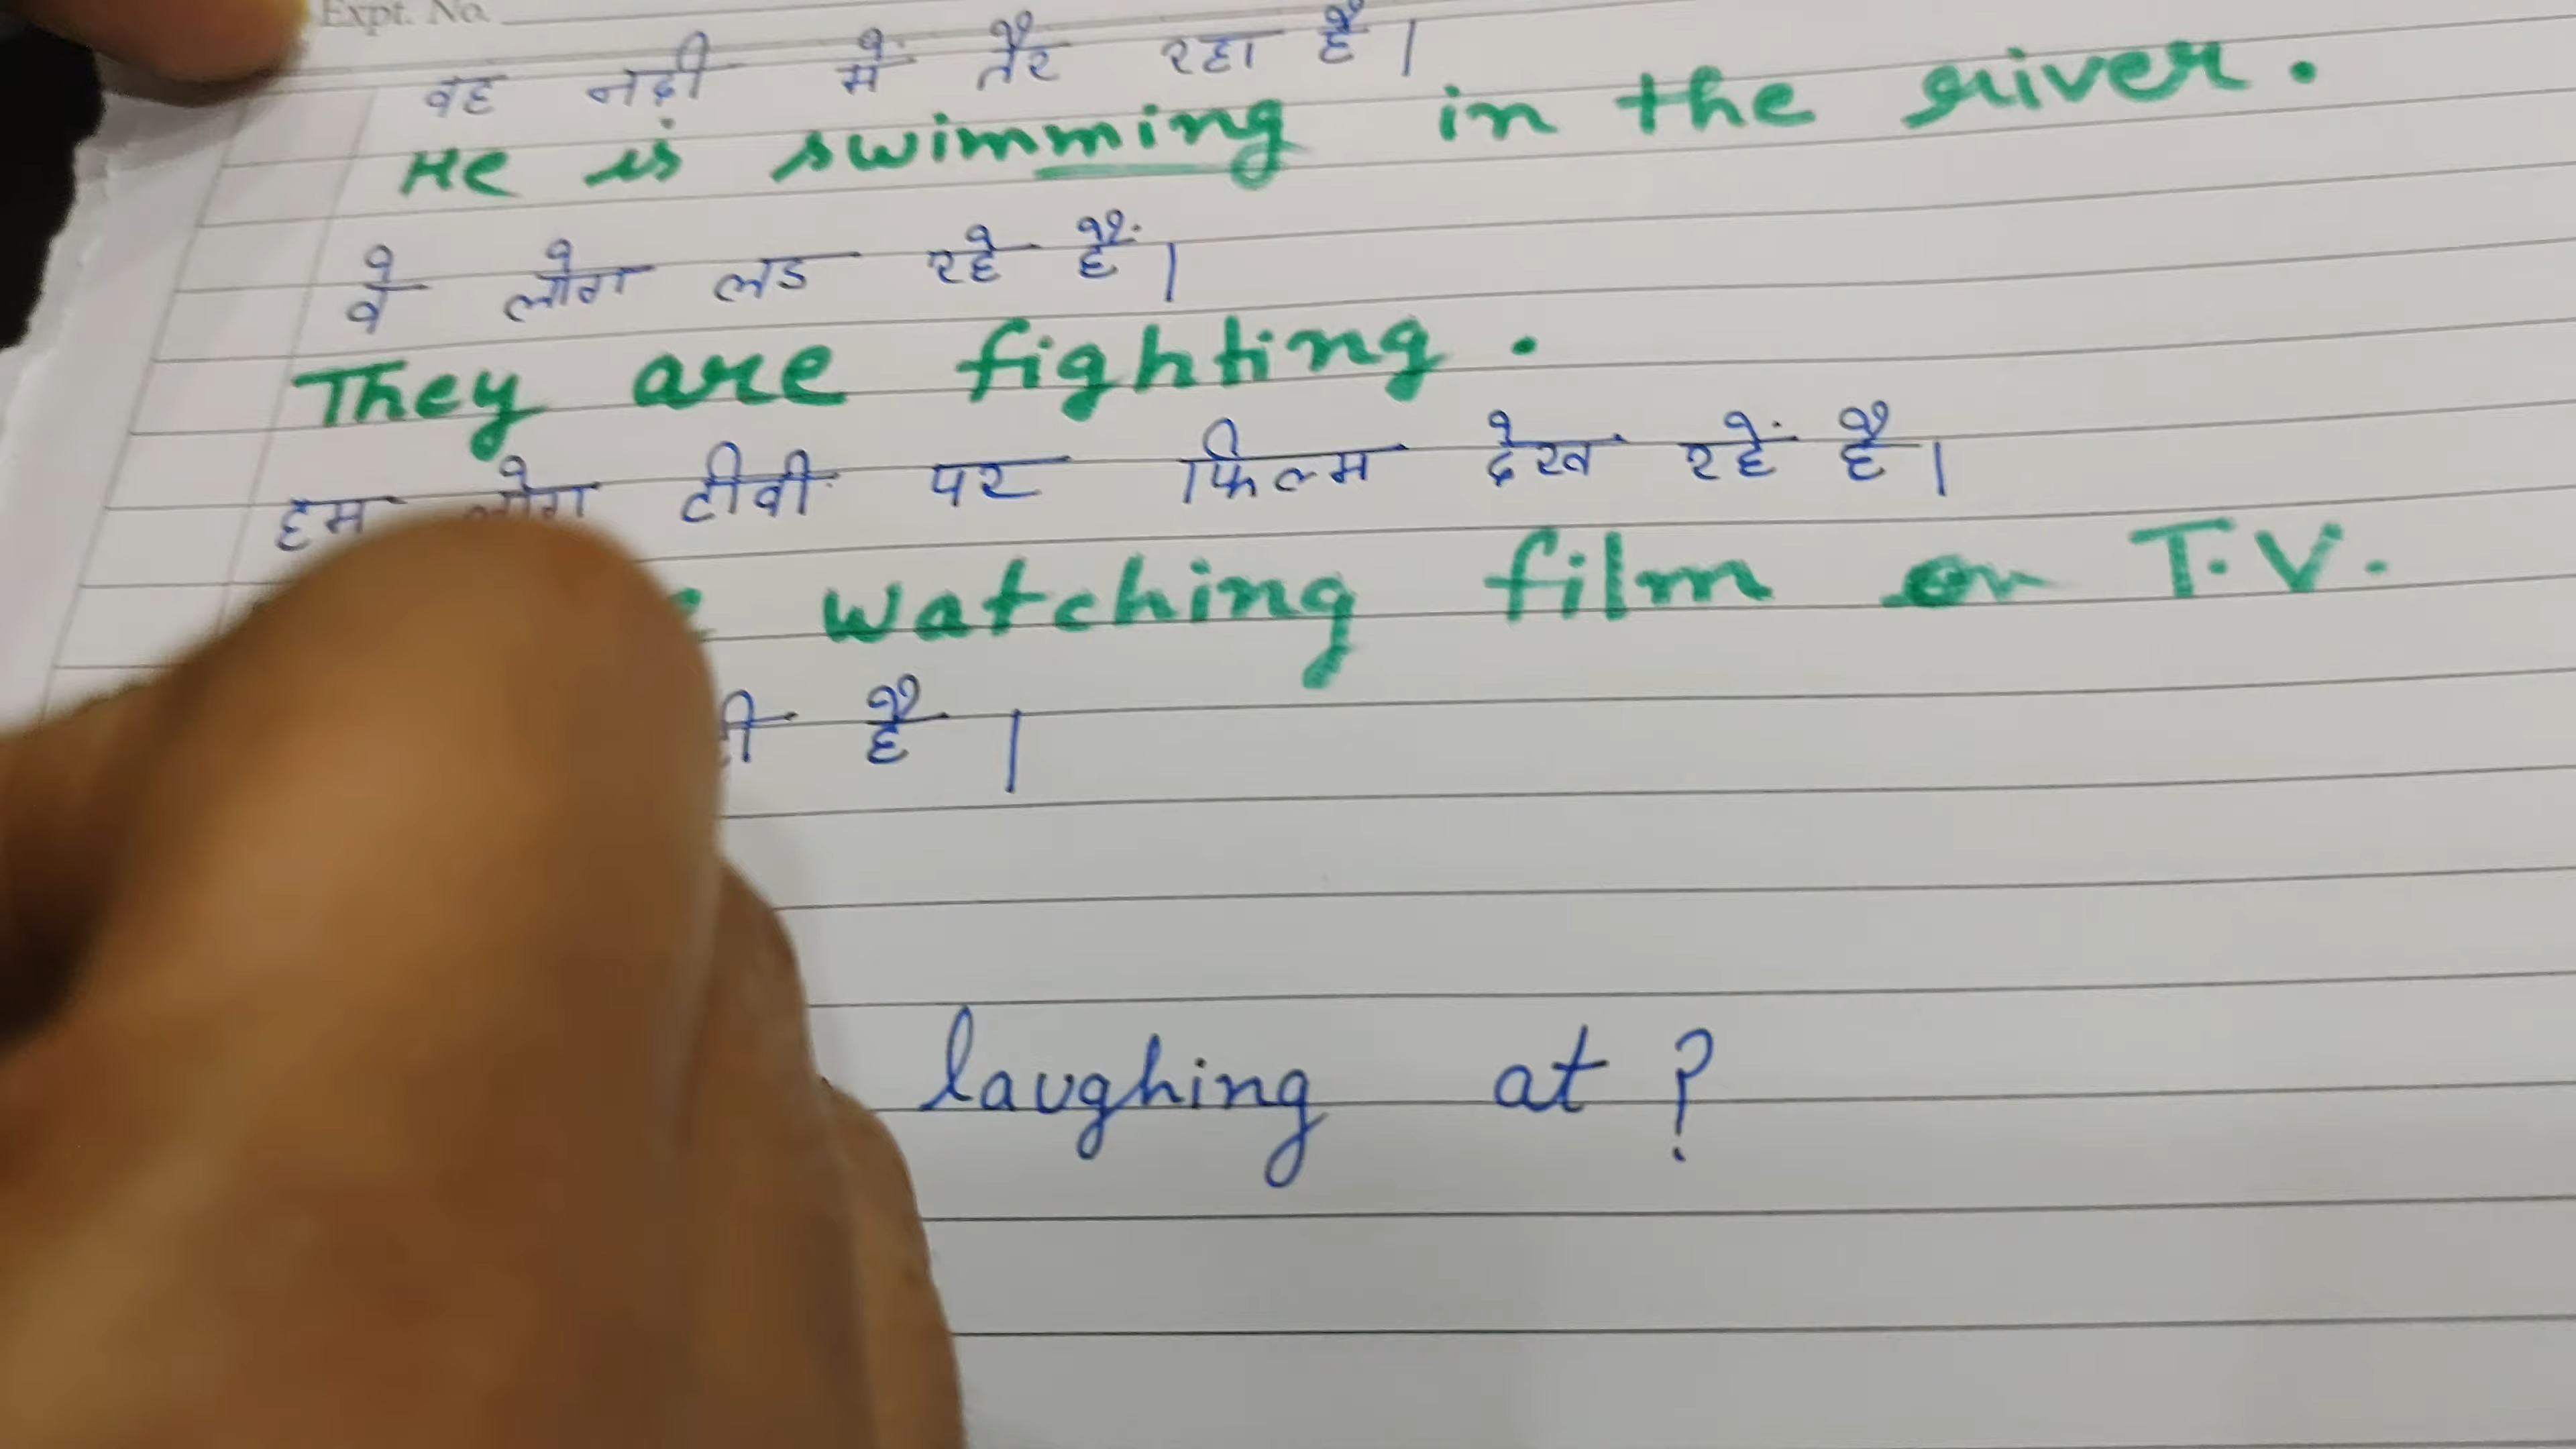 Expt. No.
वह नदी मे तैर रहा है।
He is swimming in the river.
वे लोग लड रहे हैं।
They are fighting.
हम लोग टीवी पर फिल्म देख रहें है।
watching film on T.V.
है।
laughing at?